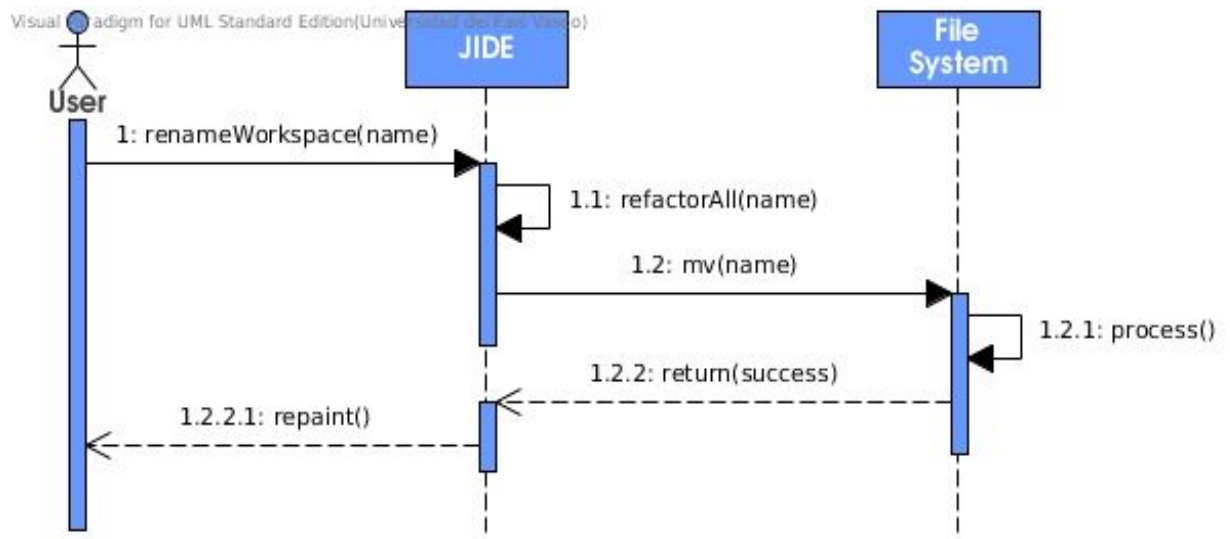 Visual Paradigm for UML Standard Edition(Universidad del País Vasco)
JIDE
File
System
User
1: renameWorkspace(name)
1.1: refactorAll(name)
1.2: mv(name)
1.2.1: process()
1.2.2: return(success)
1.2.2.1: repaint()